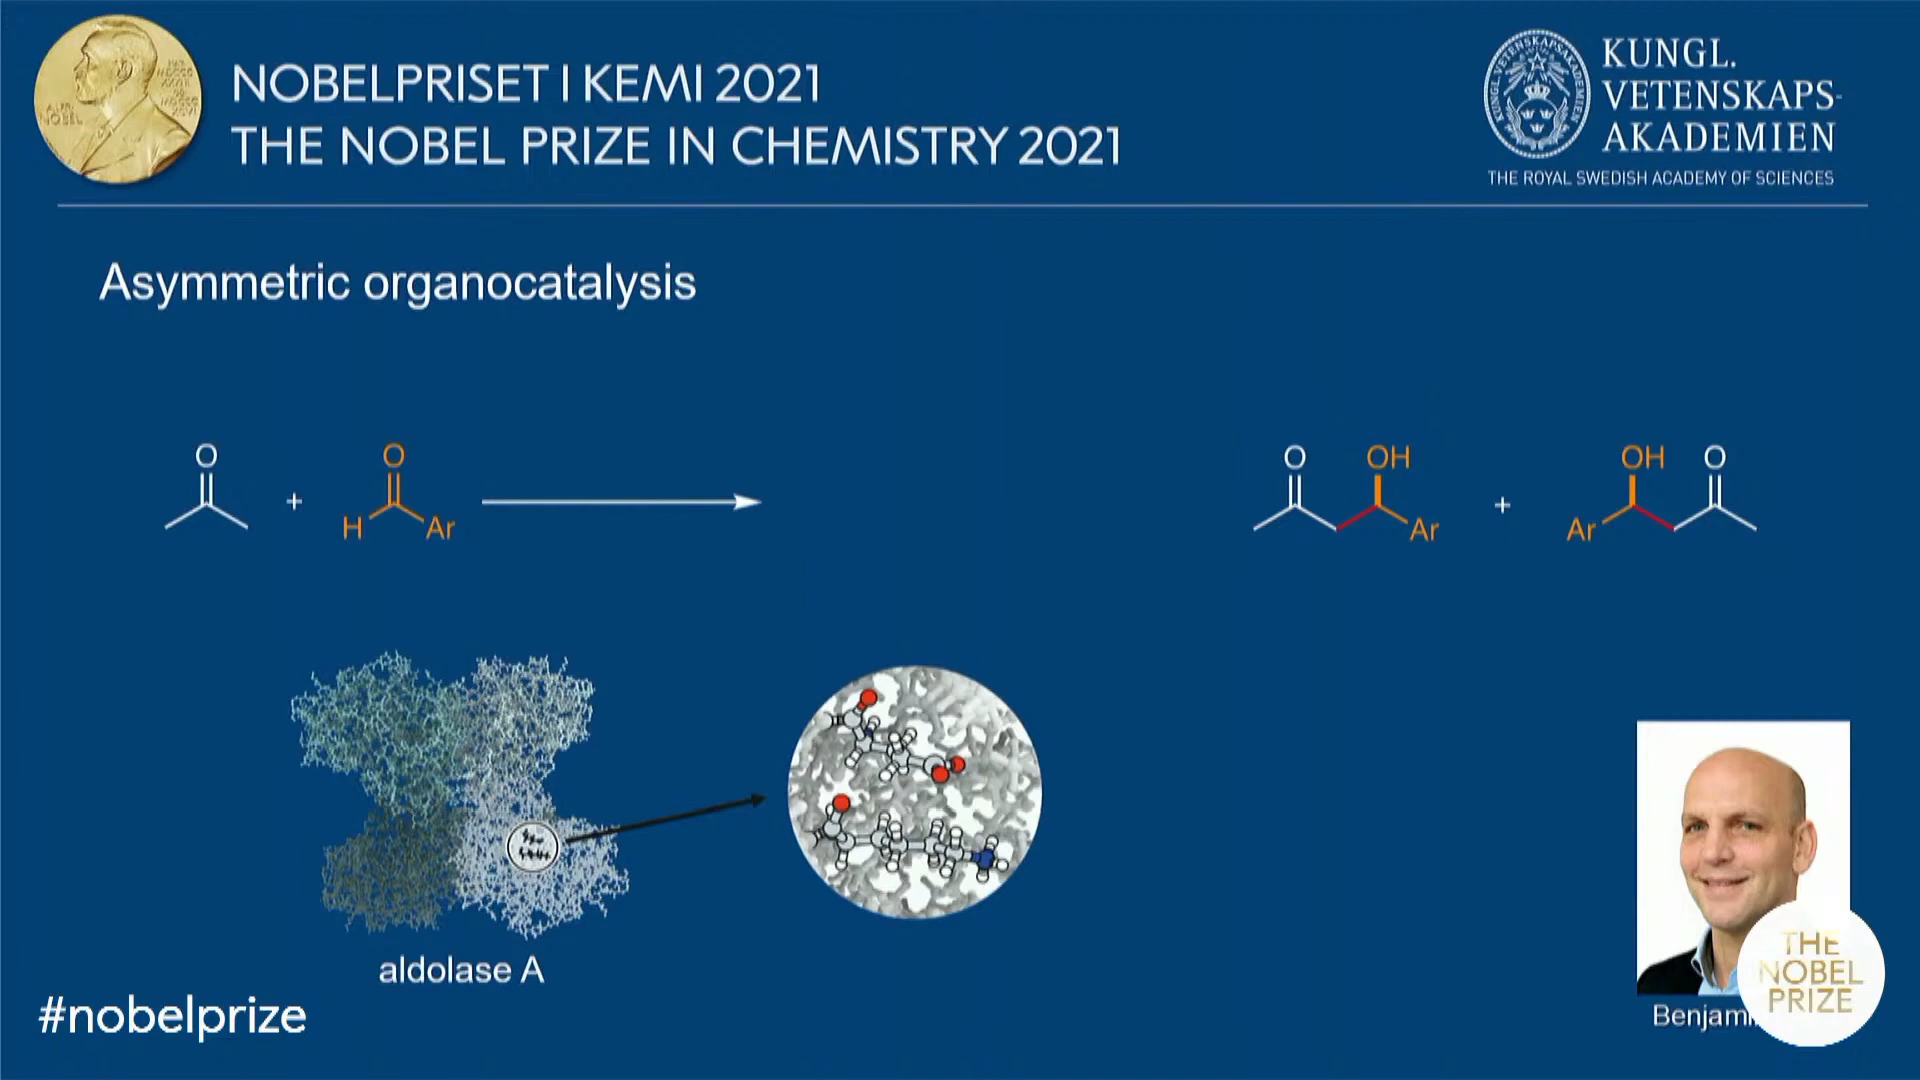 NOBELPRISET I KEMI 2021
THE NOBEL PRIZE IN CHEMISTRY 2021
KUNGL.
VETENSKAPS-
AKADEMIEN
THE ROYAL SWEDISH ACADEMY OF SCIENCES
Asymmetric organocatalysis
O
+
O
H
Ar
O
OH
Ar
+
OH
O
Ar
aldolase A
#nobelprize
THE
NOBEL
PRIZE